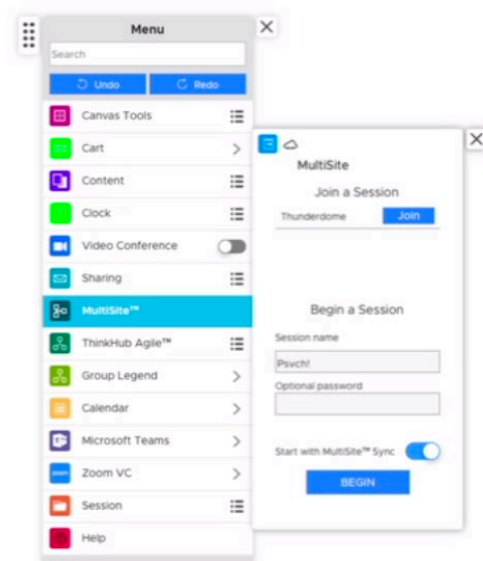 Menu
Search
Undo Redo
Canvas Tools
Cart
Content
Clock
Video Conference
Sharing
MultiSite™
ThinkHub Agile™
Group Legend
Calendar
Microsoft Teams
zoom Zoom VC
Session
Help
MultiSite
Join a Session
Thunderdome Join
Begin a Session
Session name
Psych!
Optional password
Start with MultiSite™ Sync
BEGIN